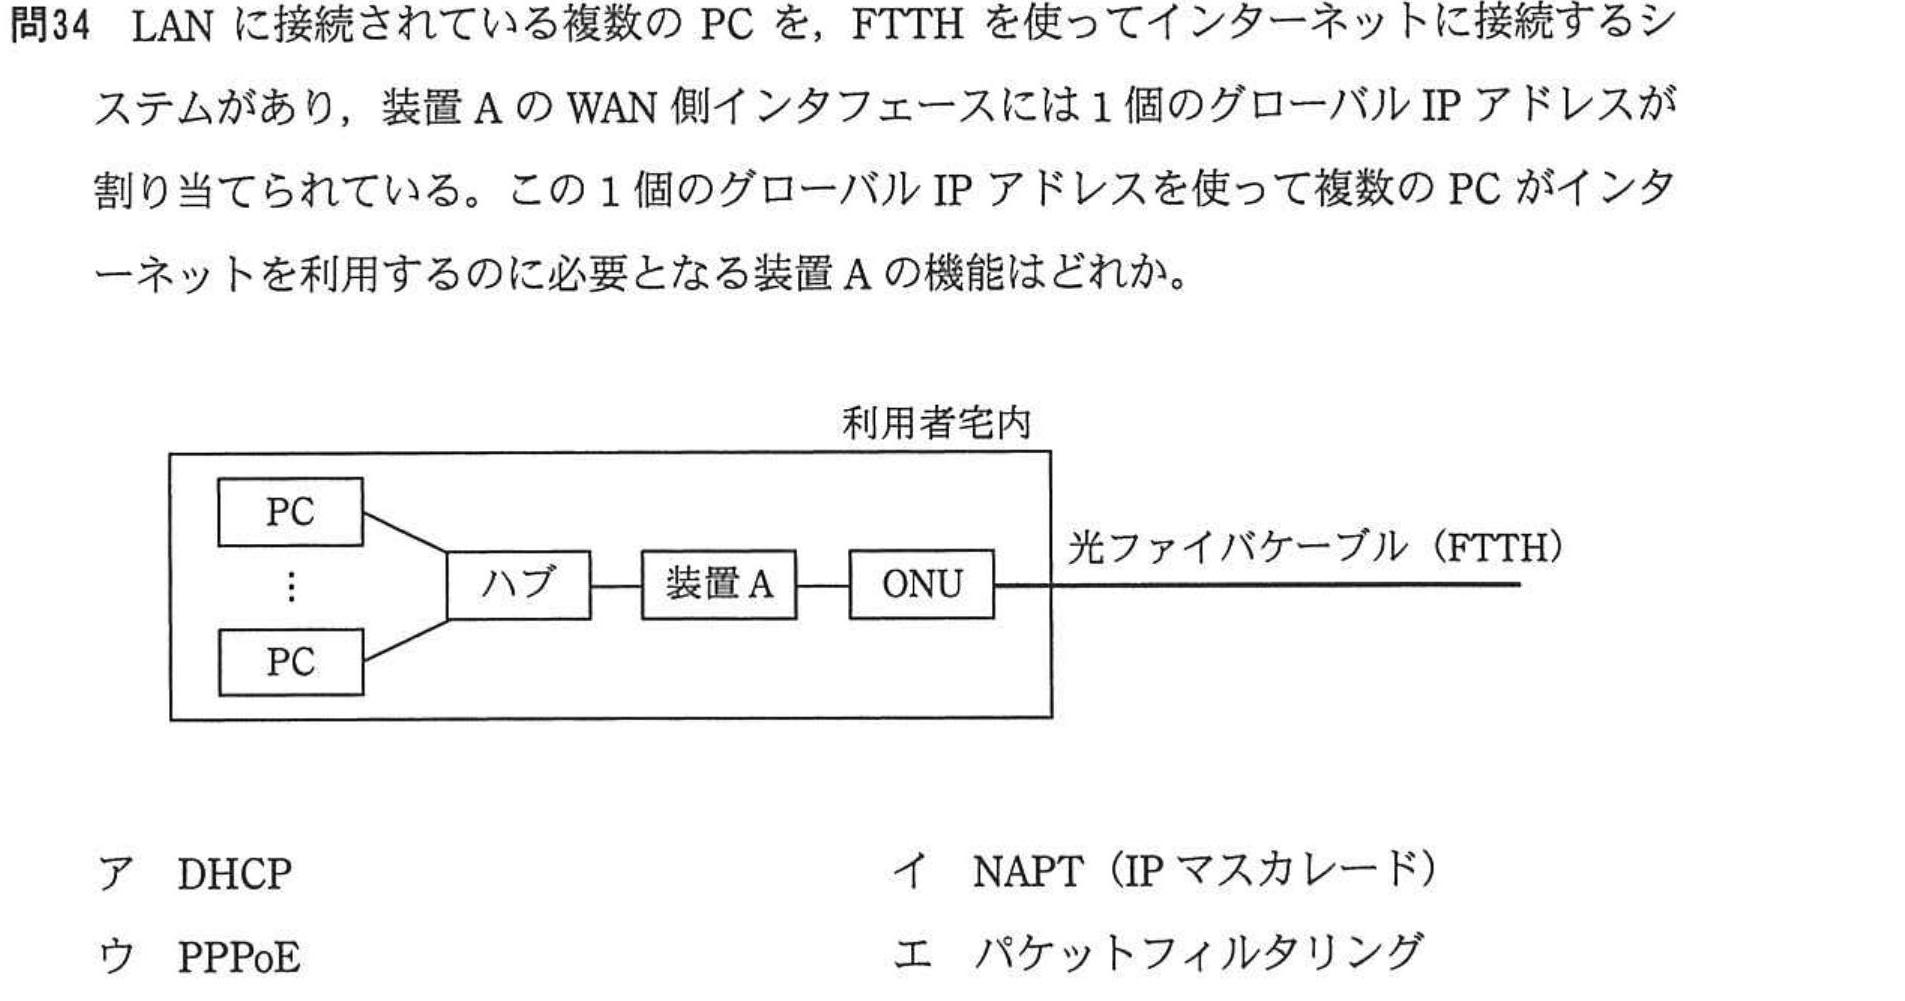 問34　LAN に接続されている複数の PC を，FTTH を使ってインターネットに接続するシ
ステムがあり，装置 A の WAN 側インタフェースには 1 個のグローバル IP アドレスが
割り当てられている。この 1 個のグローバル IP アドレスを使って複数の PC がインタ
ーネットを利用するのに必要となる装置 A の機能はどれか。
利用者宅内
PC
⋮
PC
ハブ
装置 A
ONU
光ファイバケーブル（FTTH）
ア　DHCP
イ　NAPT（IP マスカレード）
ウ　PPPoE
エ　パケットフィルタリング